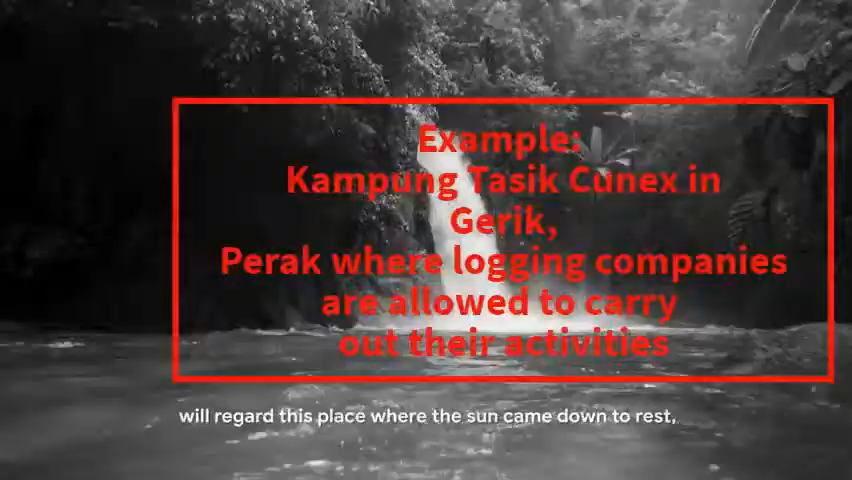 Example:
Kampung Tasik Cunex in
Gerik,
Perak where logging companies
are allowed to carry
out their activities
will regard this place where the sun came down to rest,